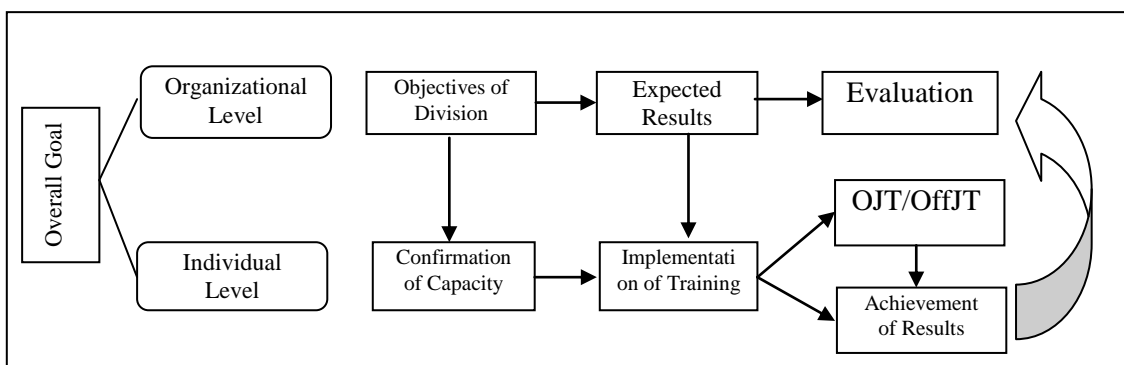 Overall Goal
Organizational
Level
Objectives of
Division
Expected
Results
Evaluation
OJT/OffJT
Individual
Level
Confirmation
of Capacity
Implementati
on of Training
Achievement
of Results